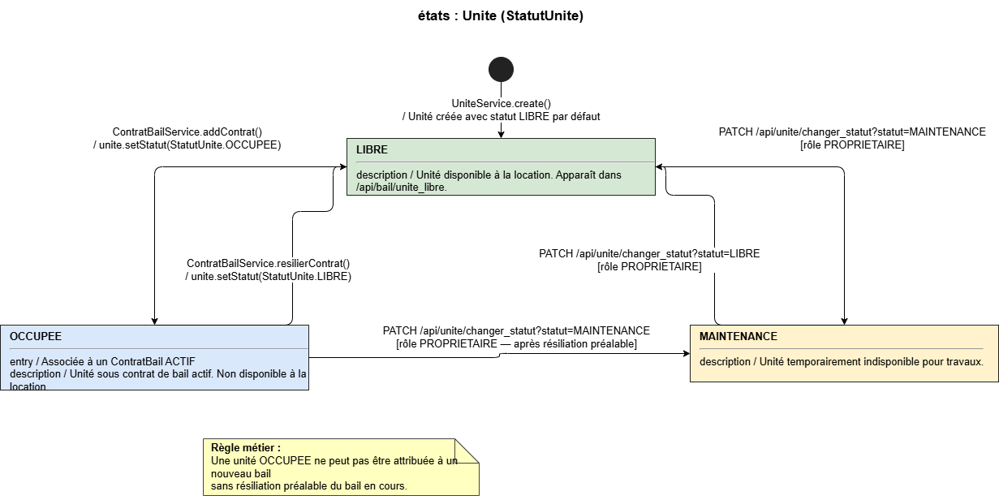 états : Unite (StatutUnite)
UniteService.create()
/ Unité créée avec statut LIBRE par défaut
ContratBailService.addContrat()
/ unite.setStatut(StatutUnite.OCCUPEE)
PATCH /api/unite/changer_statut?statut=MAINTENANCE
[rôle PROPRIETAIRE]
LIBRE
description / Unité disponible à la location. Apparaît dans
/api/bail/unite_libre.
ContratBailService.resilierContrat()
/ unite.setStatut(StatutUnite.LIBRE)
PATCH /api/unite/changer_statut?statut=LIBRE
[rôle PROPRIETAIRE]
OCCUPEE
entry / Associée à un ContratBail ACTIF
description / Unité sous contrat de bail actif. Non disponible à la
location.
PATCH /api/unite/changer_statut?statut=MAINTENANCE
[rôle PROPRIETAIRE — après résiliation préalable]
MAINTENANCE
description / Unité temporairement indisponible pour travaux.
Règle métier :
Une unité OCCUPEE ne peut pas être attribuée à un
nouveau bail
sans résiliation préalable du bail en cours.